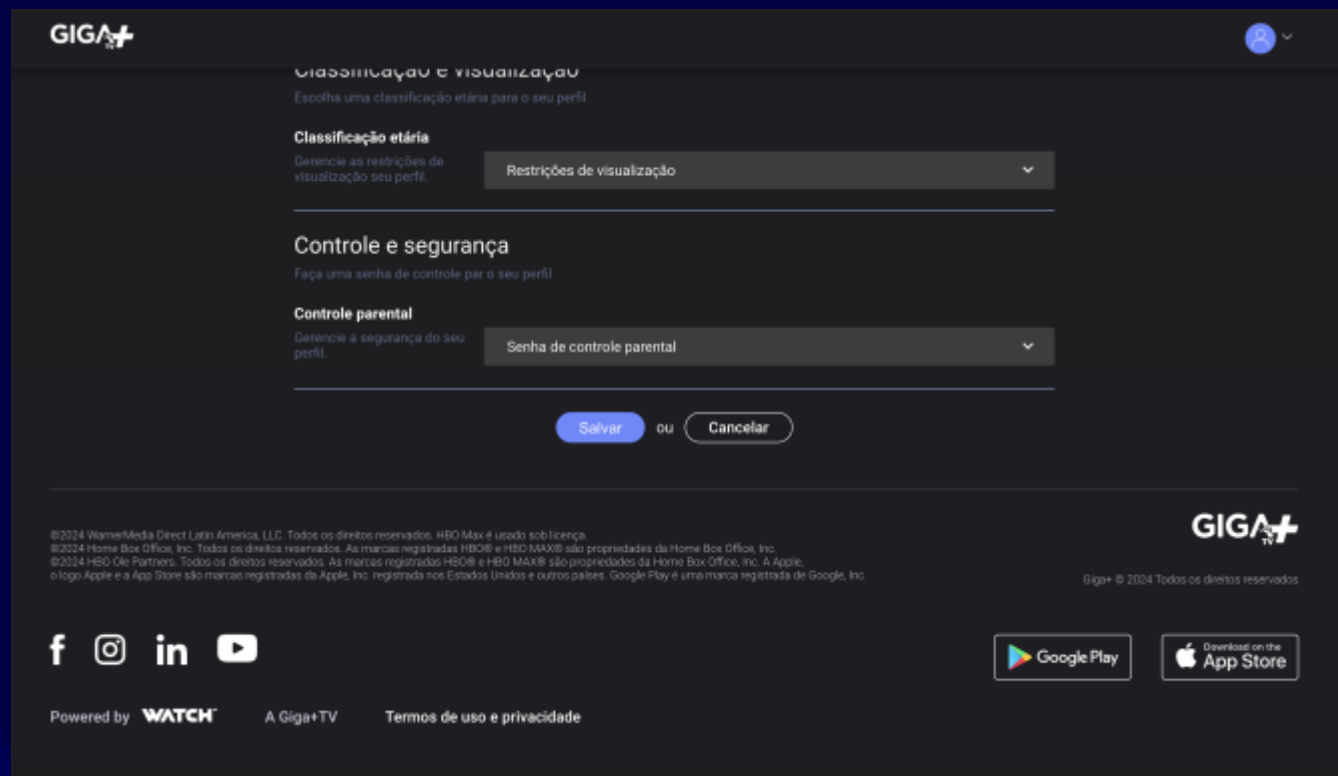 GIGA+
TV
Classificação e visualização
Escolha uma classificação etária para o seu perfil
Classificação etária
Gerencie as restrições de
visualização seu perfil.
Restrições de visualização
Controle e segurança
Faça uma senha de controle par o seu perfil
Controle parental
Gerencie a segurança do seu
perfil.
Senha de controle parental
Salvar ou Cancelar
©2024 WarnerMedia Direct Latin America, LLC. Todos os direitos reservados. HBO Max é usado sob licença.
©2024 Home Box Office, Inc. Todos os direitos reservados. As marcas registradas HBO® e HBO MAX® são propriedades da Home Box Office, Inc.
©2024 HBO Ole Partners. Todos os direitos reservados. As marcas registradas HBO® e HBO MAX® são propriedades da Home Box Office, Inc. A Apple,
o logo Apple e a App Store são marcas registradas da Apple, Inc. registrada nos Estados Unidos e outros países. Google Play é uma marca registrada de Google, Inc.
GIGA+
TV
Giga+ © 2024 Todos os direitos reservados
f in
Google Play
Download on the
App Store
Powered by WATCH A Giga+TV Termos de uso e privacidade